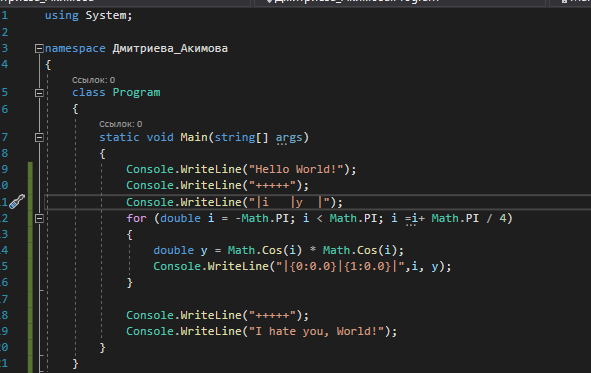 using System;
namespace Дмитриева_Акимова
{
Ссылок: 0
class Program
{
Ссылок: 0
static void Main(string[] args)
{
Console.WriteLine("Hello World!");
Console.WriteLine("+++++");
Console.WriteLine("|i   |y  |");
for (double i = -Math.PI; i < Math.PI; i =i+ Math.PI / 4)
{
double y = Math.Cos(i) * Math.Cos(i);
Console.WriteLine("|{0:0.0}|{1:0.0}|",i, y);
}
Console.WriteLine("+++++");
Console.WriteLine("I hate you, World!");
}
}